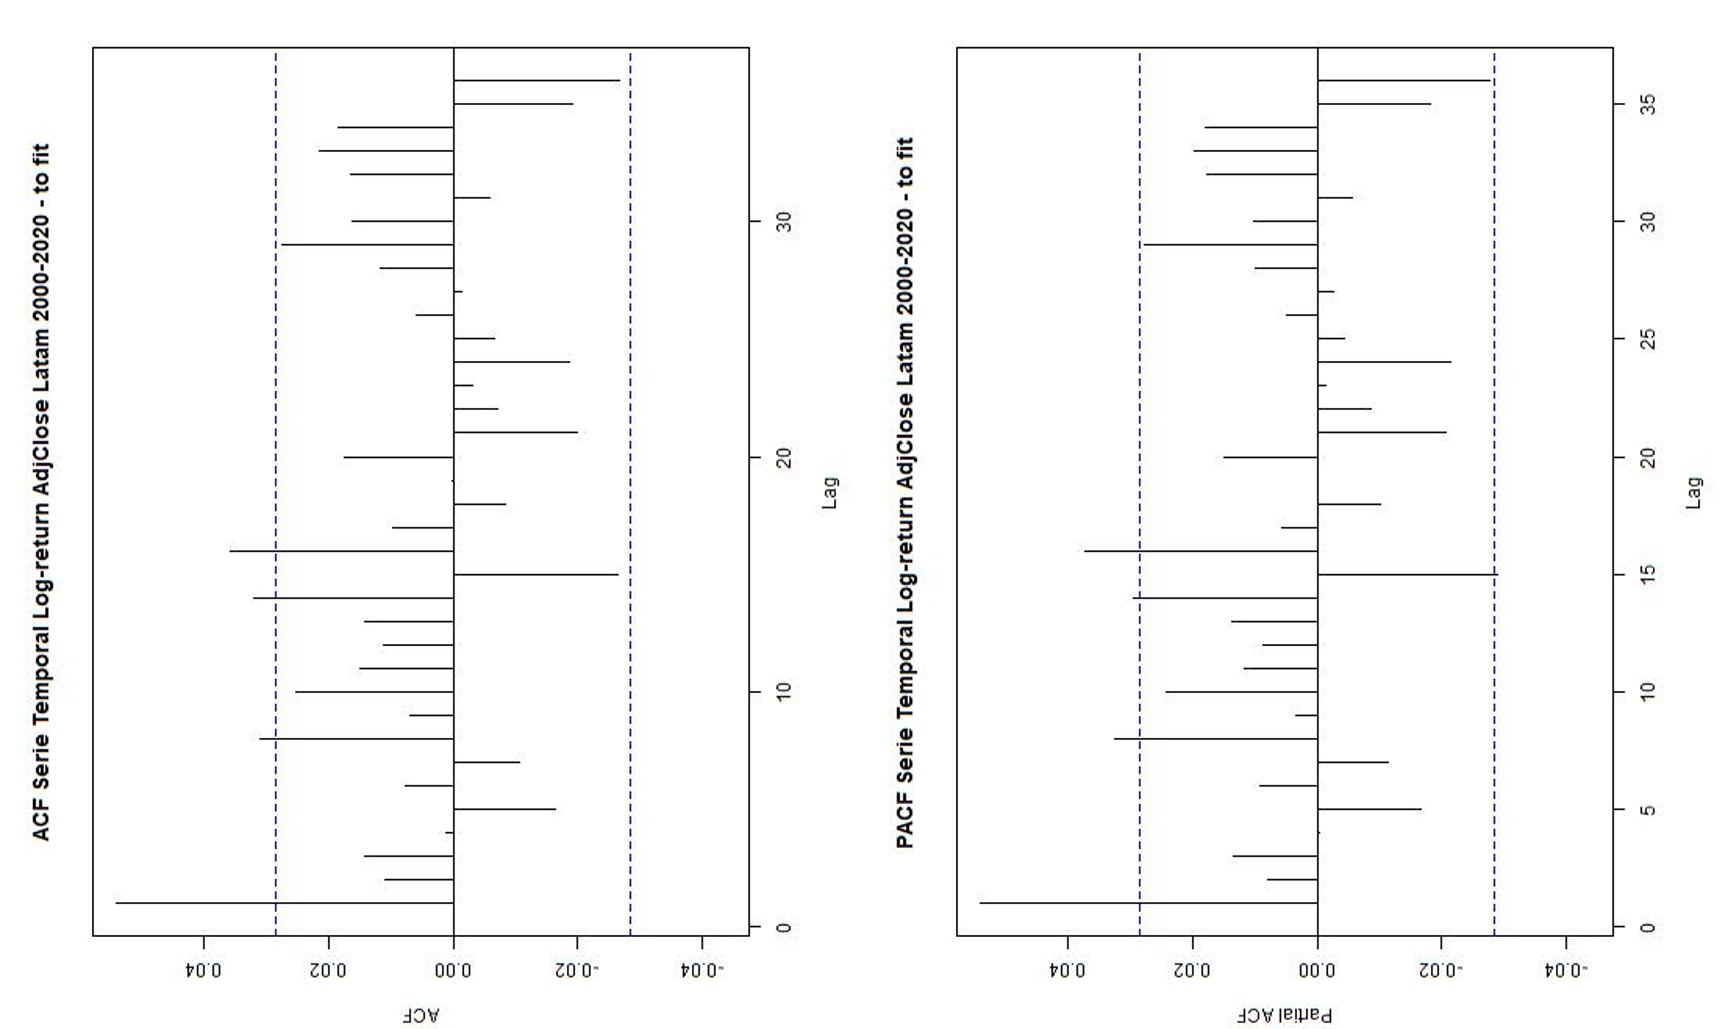 ACF Serie Temporal Log-return AdjClose Latam 2000-2020 - to fit
ACF
0.04
0.02
0.00
-0.02
-0.04
0 10 20 30
Lag
PACF Serie Temporal Log-return AdjClose Latam 2000-2020 - to fit
Partial ACF
0.04
0.02
0.00
-0.02
-0.04
0 5 10 15 20 25 30 35
Lag